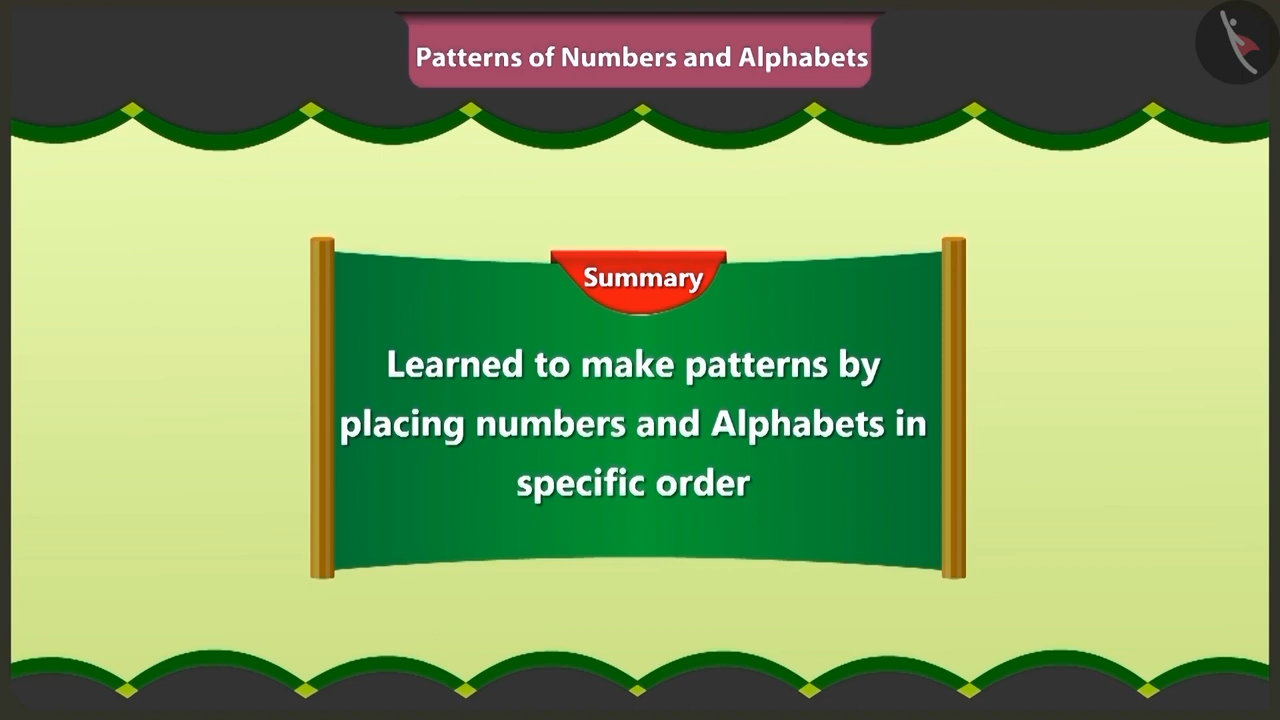 Patterns of Numbers and Alphabets
Summary
Learned to make patterns by
placing numbers and Alphabets in
specific order